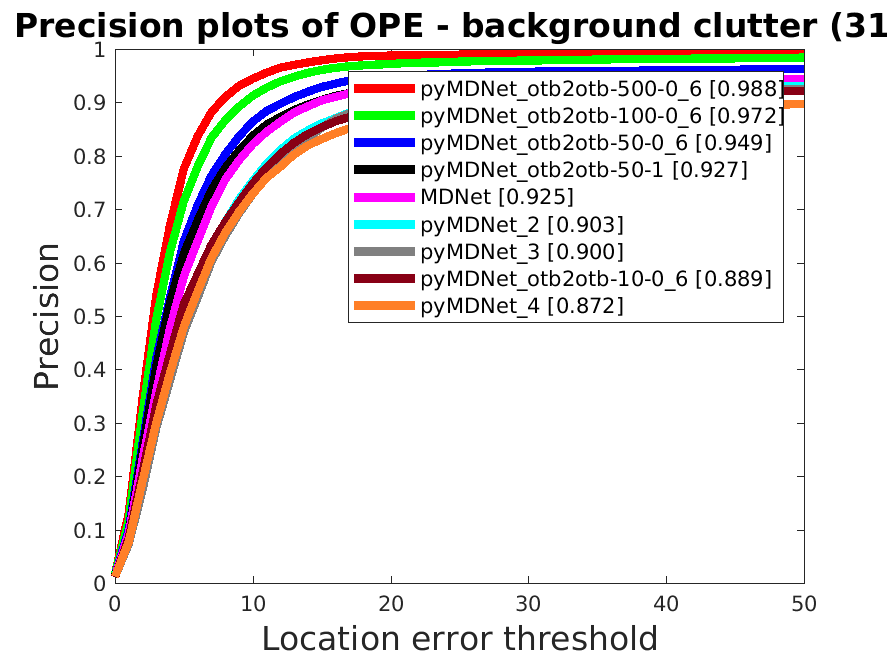 Precision plots of OPE - background clutter (31
1
0.9
0.8
0.7
0.6
0.5
0.4
0.3
0.2
0.1
0
Precision
pyMDNet_otb2otb-500-0_6 [0.988]
pyMDNet_otb2otb-100-0_6 [0.972]
pyMDNet_otb2otb-50-0_6 [0.949]
pyMDNet_otb2otb-50-1 [0.927]
MDNet [0.925]
pyMDNet_2 [0.903]
pyMDNet_3 [0.900]
pyMDNet_otb2otb-10-0_6 [0.889]
pyMDNet_4 [0.872]
0 10 20 30 40 50
Location error threshold